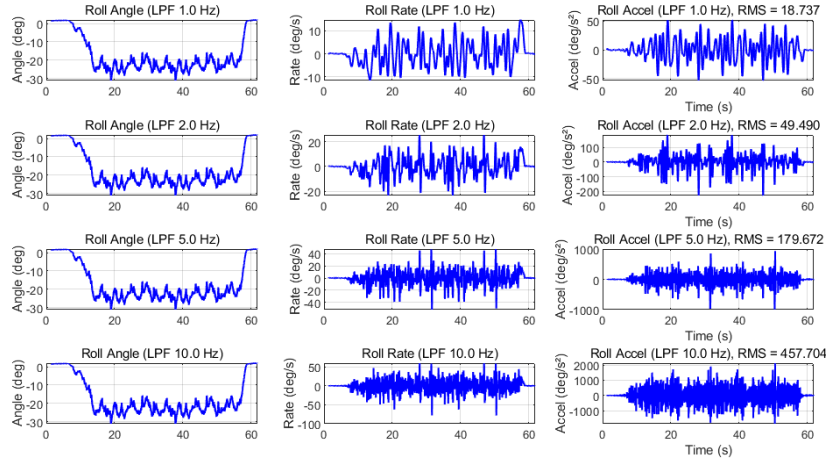 Roll Angle (LPF 1.0 Hz)
Angle (deg)
0
-10
-20
-30
0 20 40 60
Roll Rate (LPF 1.0 Hz)
Rate (deg/s)
10
0
-10
0 20 40 60
Roll Accel (LPF 1.0 Hz), RMS = 18.737
Accel (deg/s²)
50
0
-50
0 20 40 60
Time (s)
Roll Angle (LPF 2.0 Hz)
Angle (deg)
0
-10
-20
-30
0 20 40 60
Roll Rate (LPF 2.0 Hz)
Rate (deg/s)
20
0
-20
0 20 40 60
Roll Accel (LPF 2.0 Hz), RMS = 49.490
Accel (deg/s²)
100
0
-100
-200
0 20 40 60
Time (s)
Roll Angle (LPF 5.0 Hz)
Angle (deg)
0
-10
-20
-30
0 20 40 60
Roll Rate (LPF 5.0 Hz)
Rate (deg/s)
40
20
0
-20
-40
0 20 40 60
Roll Accel (LPF 5.0 Hz), RMS = 179.672
Accel (deg/s²)
1000
0
-1000
0 20 40 60
Time (s)
Roll Angle (LPF 10.0 Hz)
Angle (deg)
0
-10
-20
-30
0 20 40 60
Roll Rate (LPF 10.0 Hz)
Rate (deg/s)
50
0
-50
-100
0 20 40 60
Roll Accel (LPF 10.0 Hz), RMS = 457.704
Accel (deg/s²)
2000
1000
0
-1000
0 20 40 60
Time (s)